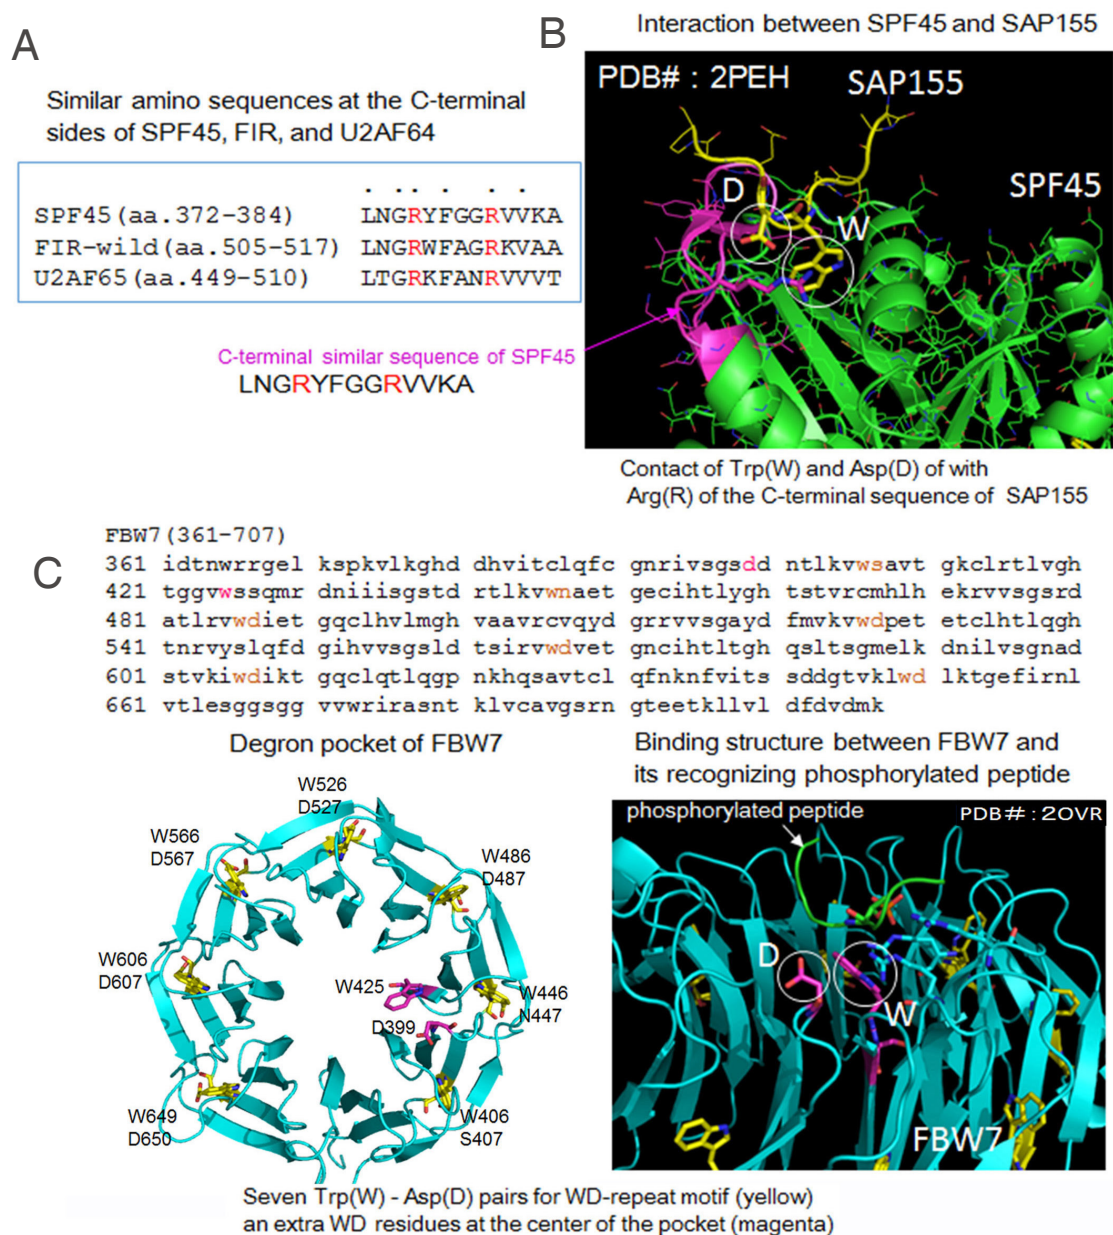 A
Similar amino sequences at the C-terminal
sides of SPF45, FIR, and U2AF64
. .. . . .
SPF45(aa.372-384) LNGRYFGGRVVKA
FIR-wild(aa.505-517) LNGRWFAGRKVAA
U2AF65(aa.449-510) LTGRKFANRVVVT
C-terminal similar sequence of SPF45
LNGRYFGGRVVKA
B
Interaction between SPF45 and SAP155
PDB# : 2PEH
SAP155
SPF45
D
W
Contact of Trp(W) and Asp(D) of with
Arg(R) of the C-terminal sequence of SAP155
C
FBW7(361-707)
361 idtnwrrgel kspkvlkghd dhvitclqfc gnrivsgsdd ntlkvwsavt gkclrtlvgh
421 tggvwssqmr dniiisgstd rtlkvwnaet gecihtlygh tstvrcmhlh ekrvvsgsrd
481 atlrvwdiet gqclhvlmgh vaavrcvqyd grrvvsgayd fmvkvwdpet etclhtlqgh
541 tnrvyslqfd gihvvsgsld tsirvwdvet gncihtltgh qsltsgmelk dnilvsgnad
601 stvkiwdikt gqclqtlqgp nkhqsavtcl qfnknfvits sddgtvklwd lktgefirnl
661 vtlesggsgg vvwrirasnt klvcavgsrn gteetkllvl dfdvdmk
Degron pocket of FBW7
W526
D527
W566
D567
W486
D487
W606
D607
W425
W446
N447
D399
W649
D650
W406
S407
Binding structure between FBW7 and
its recognizing phosphorylated peptide
phosphorylated peptide
PDB# : 2OVR
D
W
FBW7
Seven Trp(W) - Asp(D) pairs for WD-repeat motif (yellow)
an extra WD residues at the center of the pocket (magenta)